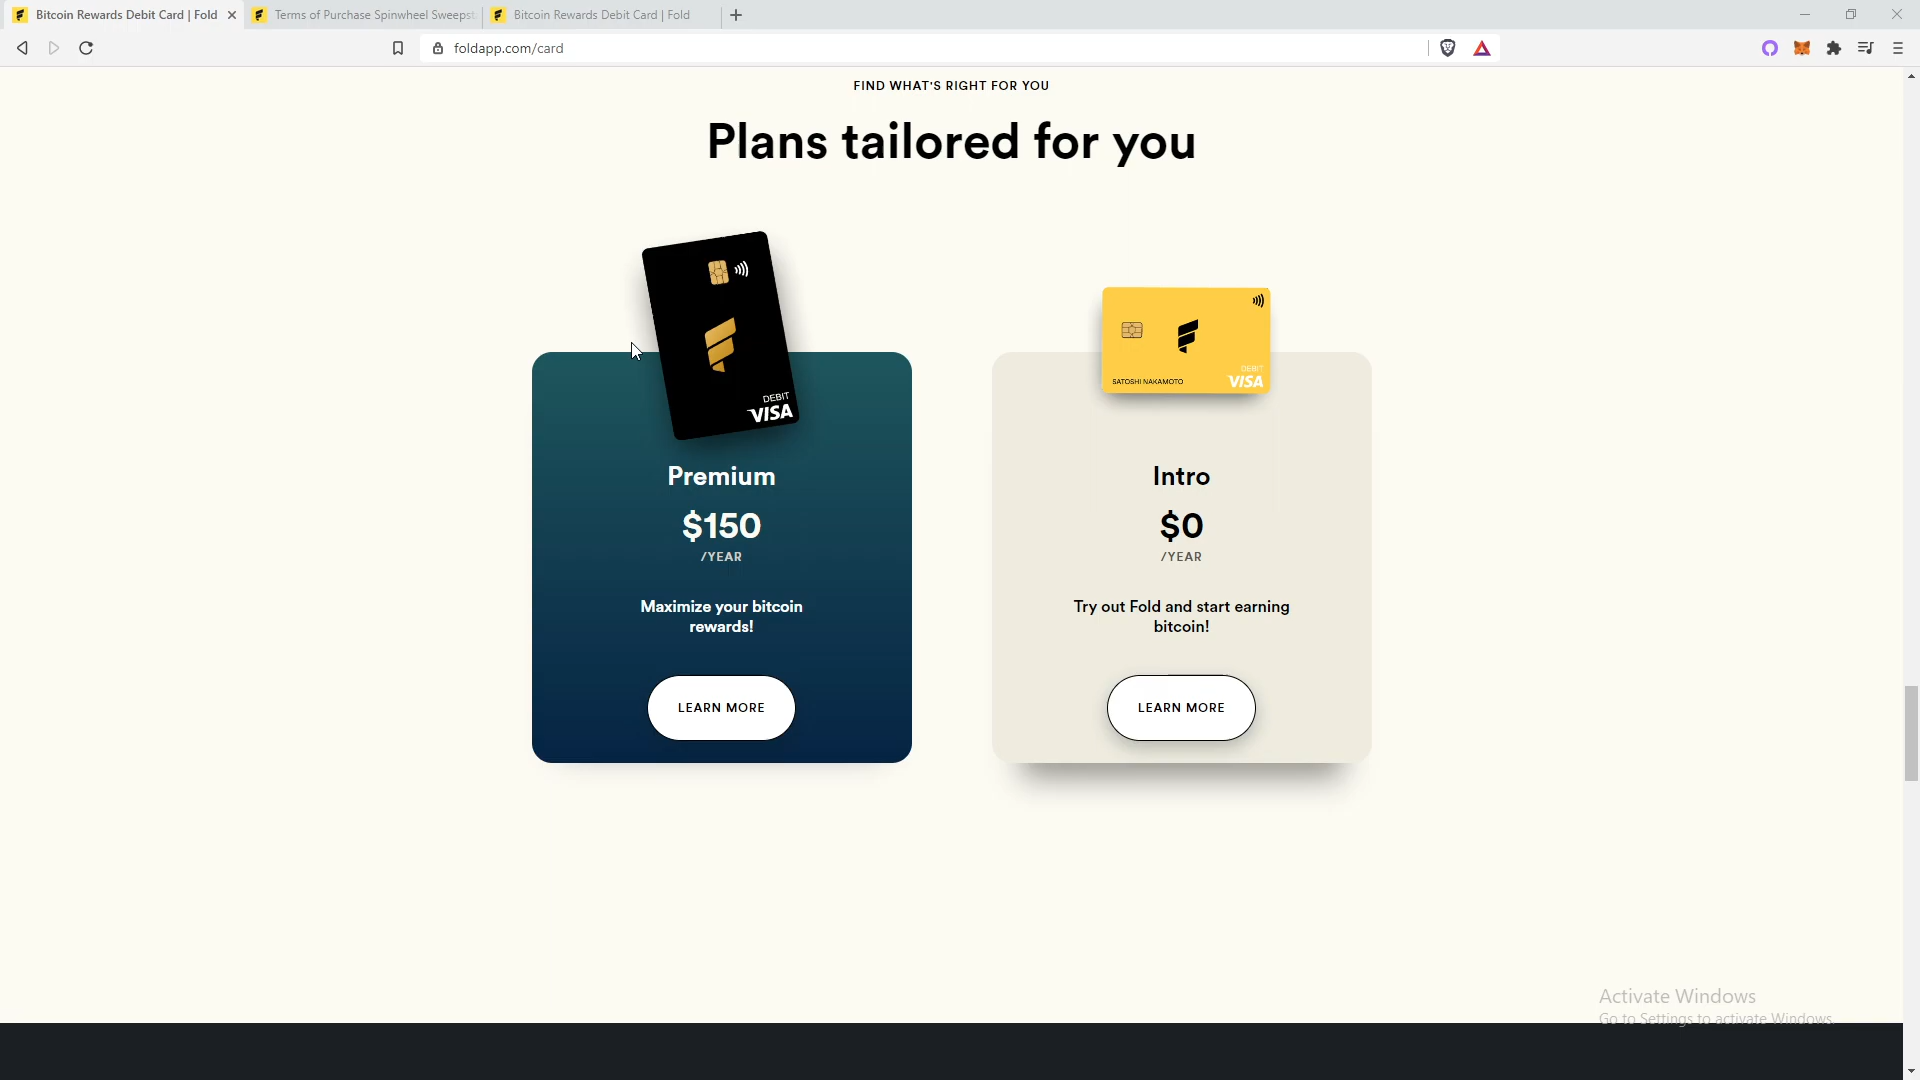 Bitcoin Rewards Debit Card | Fold
Terms of Purchase Spinwheel Sweepst
Bitcoin Rewards Debit Card | Fold
foldapp.com/card
FIND WHAT'S RIGHT FOR YOU
Plans tailored for you
DEBIT
VISA
SATOSHI NAKAMOTO
DEBIT
VISA
Premium
$150
/YEAR
Maximize your bitcoin
rewards!
LEARN MORE
Intro
$0
/YEAR
Try out Fold and start earning
bitcoin!
LEARN MORE
Activate Windows
Go to Settings to activate Windows.